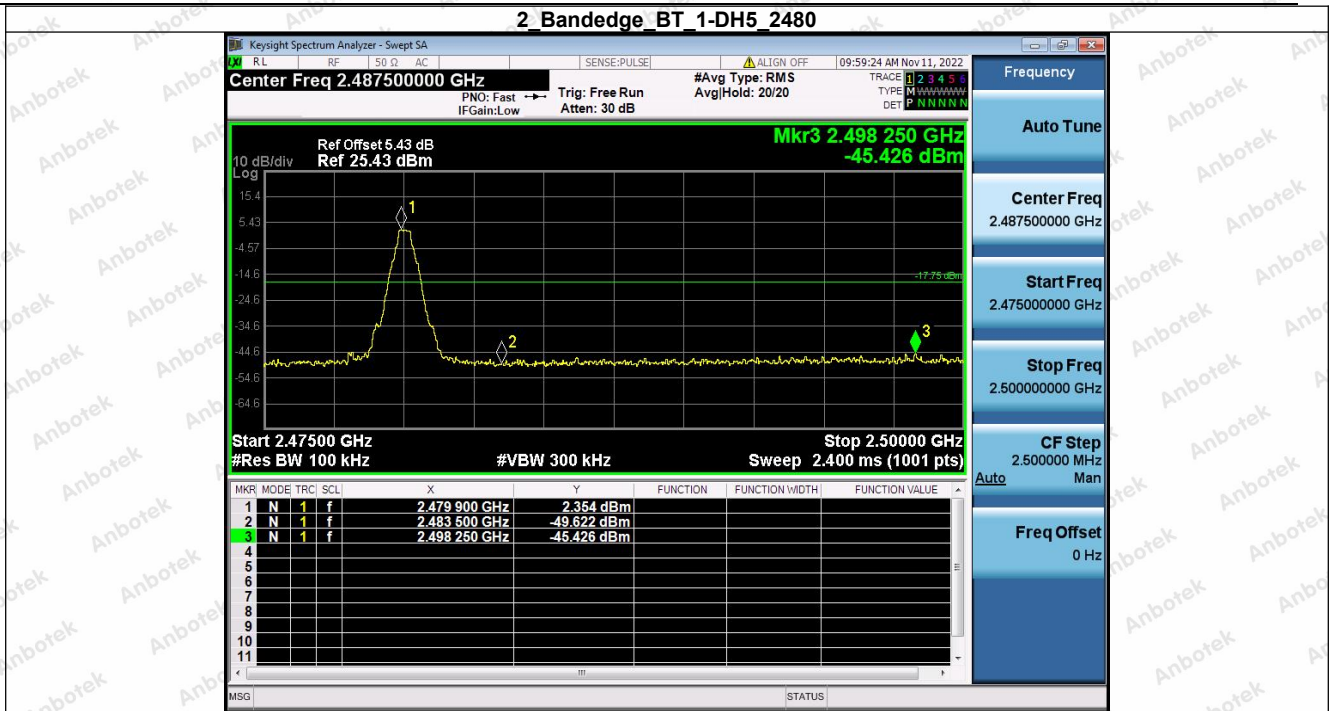 2_Bandedge_BT_1-DH5_2480
Keysight Spectrum Analyzer - Swept SA
LXI RL RF 50 Ω AC SENSE:PULSE ALIGN OFF 09:59:24 AM Nov 11, 2022
Center Freq 2.487500000 GHz
PNO: Fast
IFGain:Low
Trig: Free Run
Atten: 30 dB
#Avg Type: RMS
Avg|Hold: 20/20
TRACE 1 2 3 4 5 6
TYPE M WWWWW
DET P N N N N N
Ref Offset 5.43 dB
10 dB/div Ref 25.43 dBm
Log
Mkr3 2.498 250 GHz
-45.426 dBm
15.4
5.43
-4.57
-14.6
-24.6
-34.6
-44.6
-54.6
-64.6
1
2
3
-17.75 dBm
Start 2.47500 GHz Stop 2.50000 GHz
#Res BW 100 kHz #VBW 300 kHz Sweep 2.400 ms (1001 pts)
MKR MODE TRC SCL X Y FUNCTION FUNCTION WIDTH FUNCTION VALUE
1 N 1 f 2.479 900 GHz 2.354 dBm
2 N 1 f 2.483 500 GHz -49.622 dBm
3 N 1 f 2.498 250 GHz -45.426 dBm
4
5
6
7
8
9
10
11
MSG STATUS
Frequency
Auto Tune
Center Freq
2.487500000 GHz
Start Freq
2.475000000 GHz
Stop Freq
2.500000000 GHz
CF Step
2.500000 MHz
Auto Man
Freq Offset
0 Hz
Anbotek